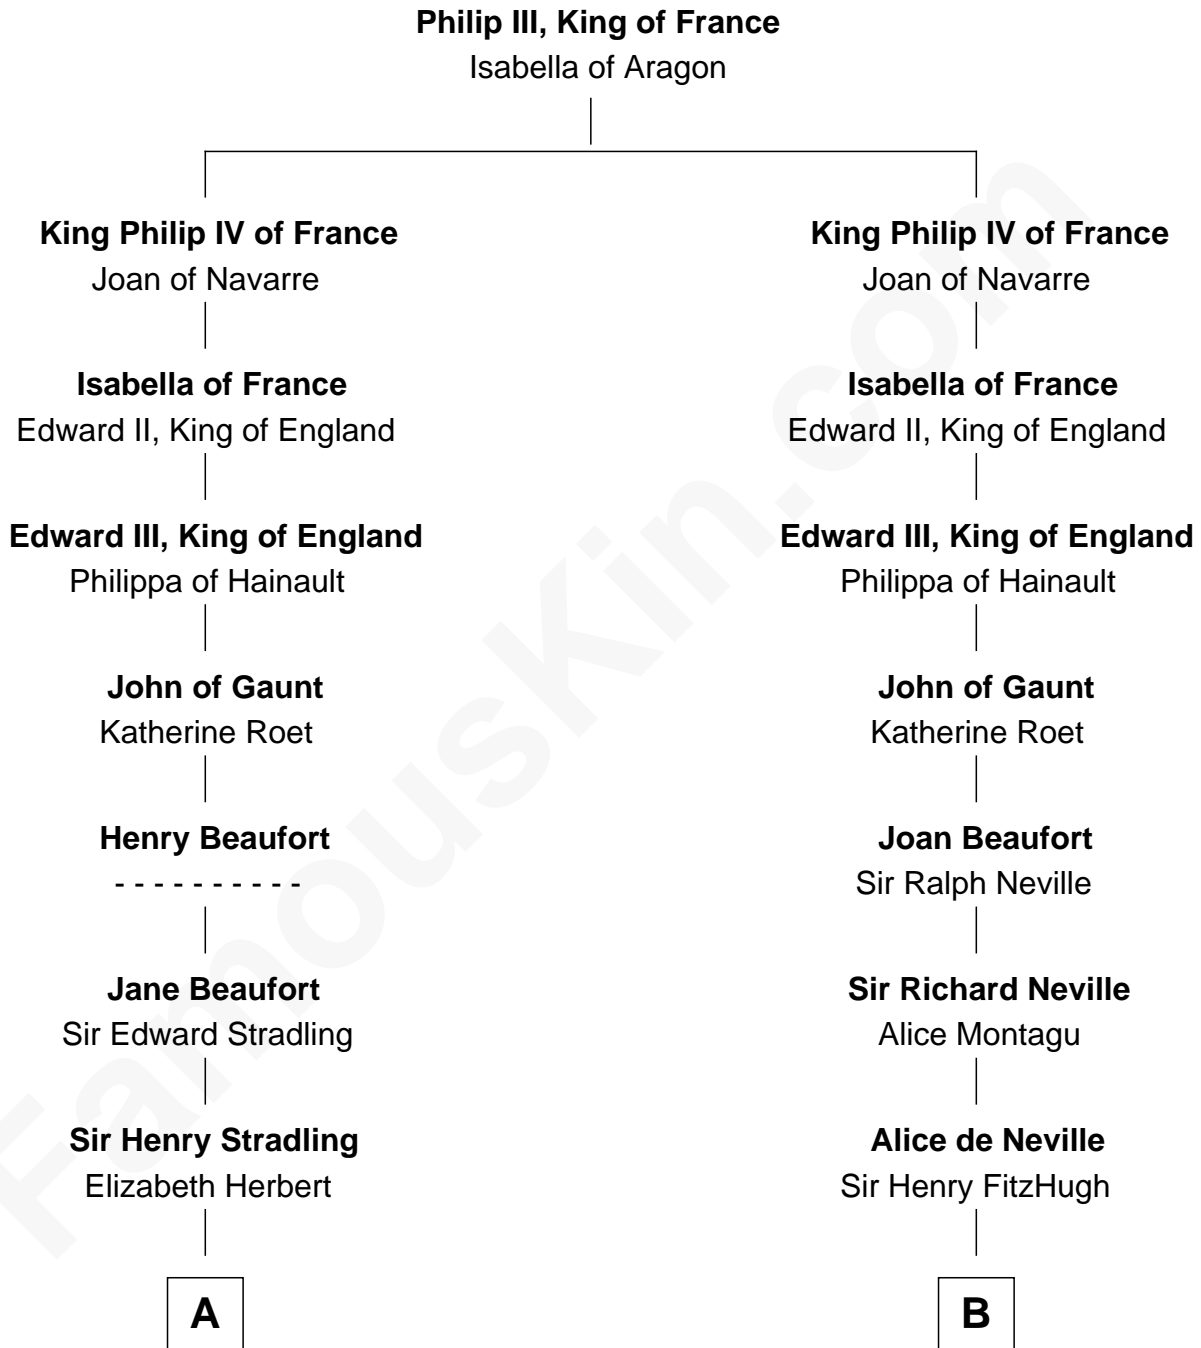 Philip III, King of France
Isabella of Aragon
King Philip IV of France
Joan of Navarre
Isabella of France
Edward II, King of England
Edward III, King of England
Philippa of Hainault
John of Gaunt
Katherine Roet
Henry Beaufort
- - - - - - - - - -
Jane Beaufort
Sir Edward Stradling
Sir Henry Stradling
Elizabeth Herbert
A
King Philip IV of France
Joan of Navarre
Isabella of France
Edward II, King of England
Edward III, King of England
Philippa of Hainault
John of Gaunt
Katherine Roet
Joan Beaufort
Sir Ralph Neville
Sir Richard Neville
Alice Montagu
Alice de Neville
Sir Henry FitzHugh
B
FamousKin.com